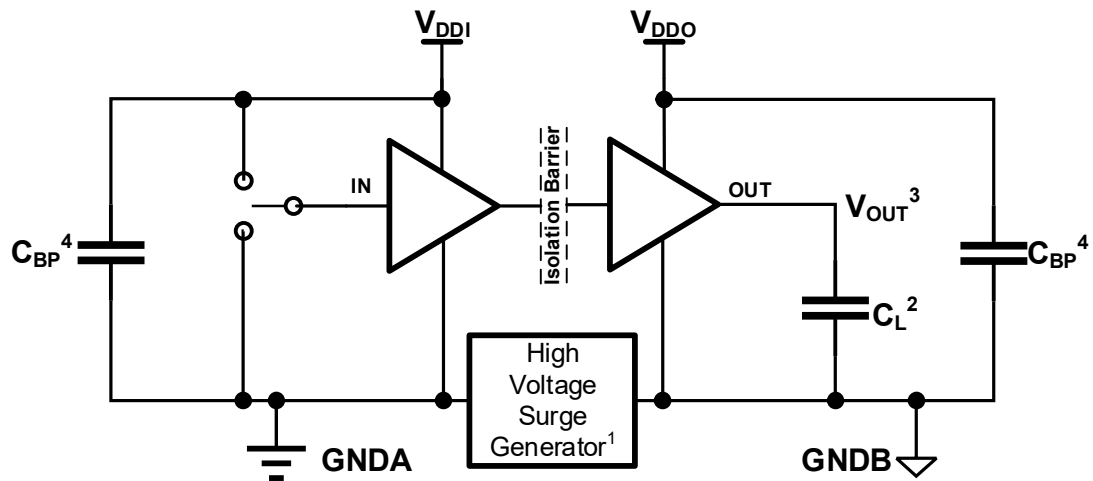 VDDI
VDDO
IN
Isolation Barrier
OUT
VOUT3
CBP4
CBP4
CL2
High
Voltage
Surge
Generator1
GNDA
GNDB